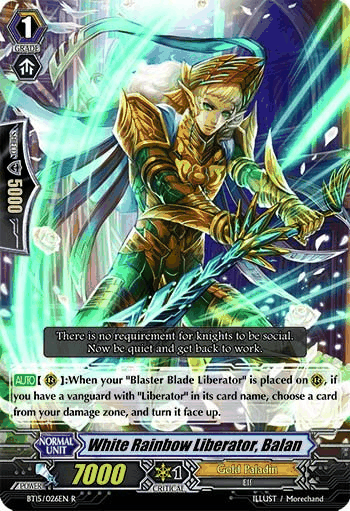 1
GRADE
SHIELD
5000
There is no requirement for knights to be social.
Now be quiet and get back to work.
AUTO [ ]:When your "Blaster Blade Liberator" is placed on , if
you have a vanguard with "Liberator" in its card name, choose a card
from your damage zone, and turn it face up.
NORMAL
UNIT
White Rainbow Liberator, Balan
POWER
7000
1
CRITICAL
Gold Paladin
Elf
BT15/026EN R
ILLUST / Morechand